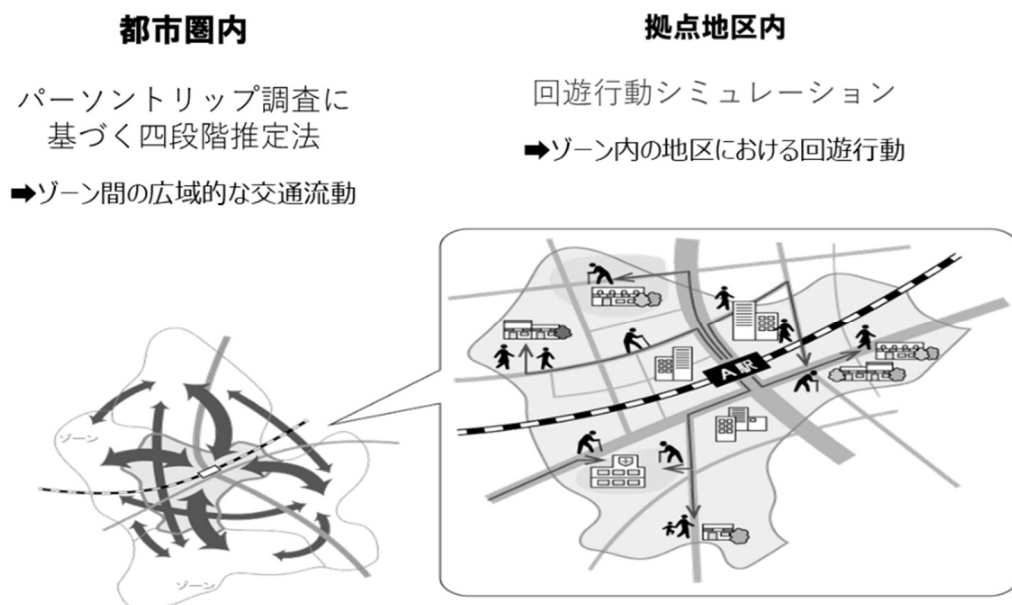 都市圏内
パーソントリップ調査に
基づく四段階推定法
➡ゾーン間の広域的な交通流動
拠点地区内
回遊行動シミュレーション
➡ゾーン内の地区における回遊行動
A駅
ゾーン
ゾーン